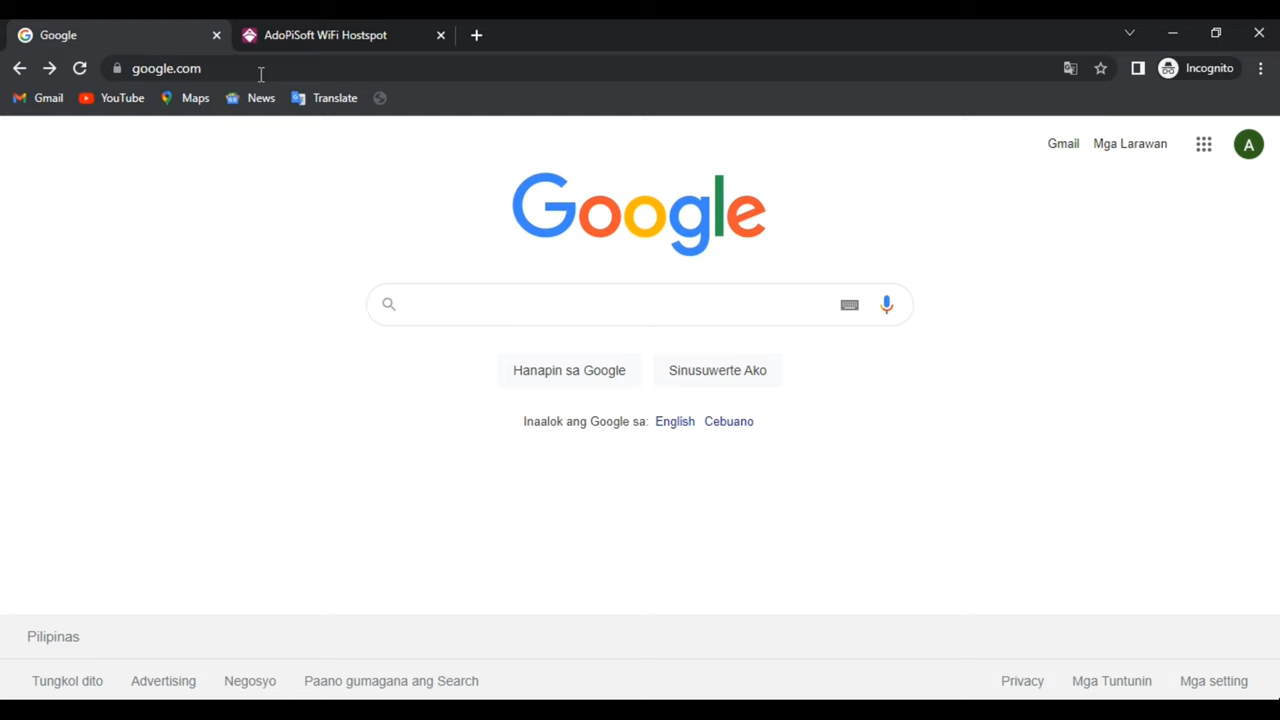 Google
AdoPiSoft WiFi Hostspot
google.com
Incognito
Gmail
YouTube
Maps
News
Translate
Gmail
Mga Larawan
A
Google
Hanapin sa Google
Sinusuwerte Ako
Inaalok ang Google sa: English Cebuano
Pilipinas
Tungkol dito
Advertising
Negosyo
Paano gumagana ang Search
Privacy
Mga Tuntunin
Mga setting